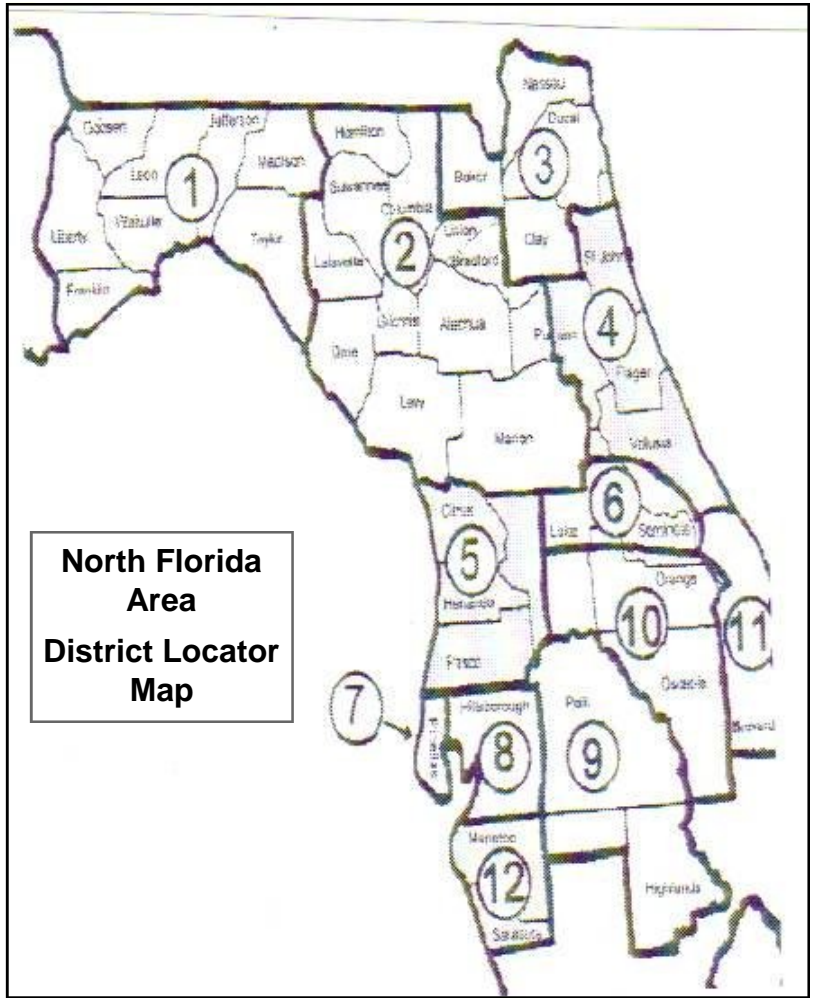 Nassau
Duval
Gadsen
Jefferson
Hamilton
Madison
Leon
1
3
Baker
Suwannee
Columbia
Wakulla
Liberty
Taylor
Union
Clay
2
Bradford
Lafayette
St. Johns
Franklin
4
Gilchrist
Alachua
Putnam
Dixie
Flager
Levy
Marion
Volusia
6
Citrus
Lake
Seminole
5
North Florida
Area
District Locator
Map
Orange
Hernando
10
11
Pasco
Osceola
7
Hillsborough
Polk
Pinellas
Brevard
8
9
Manatee
12
Highlands
Sarasota